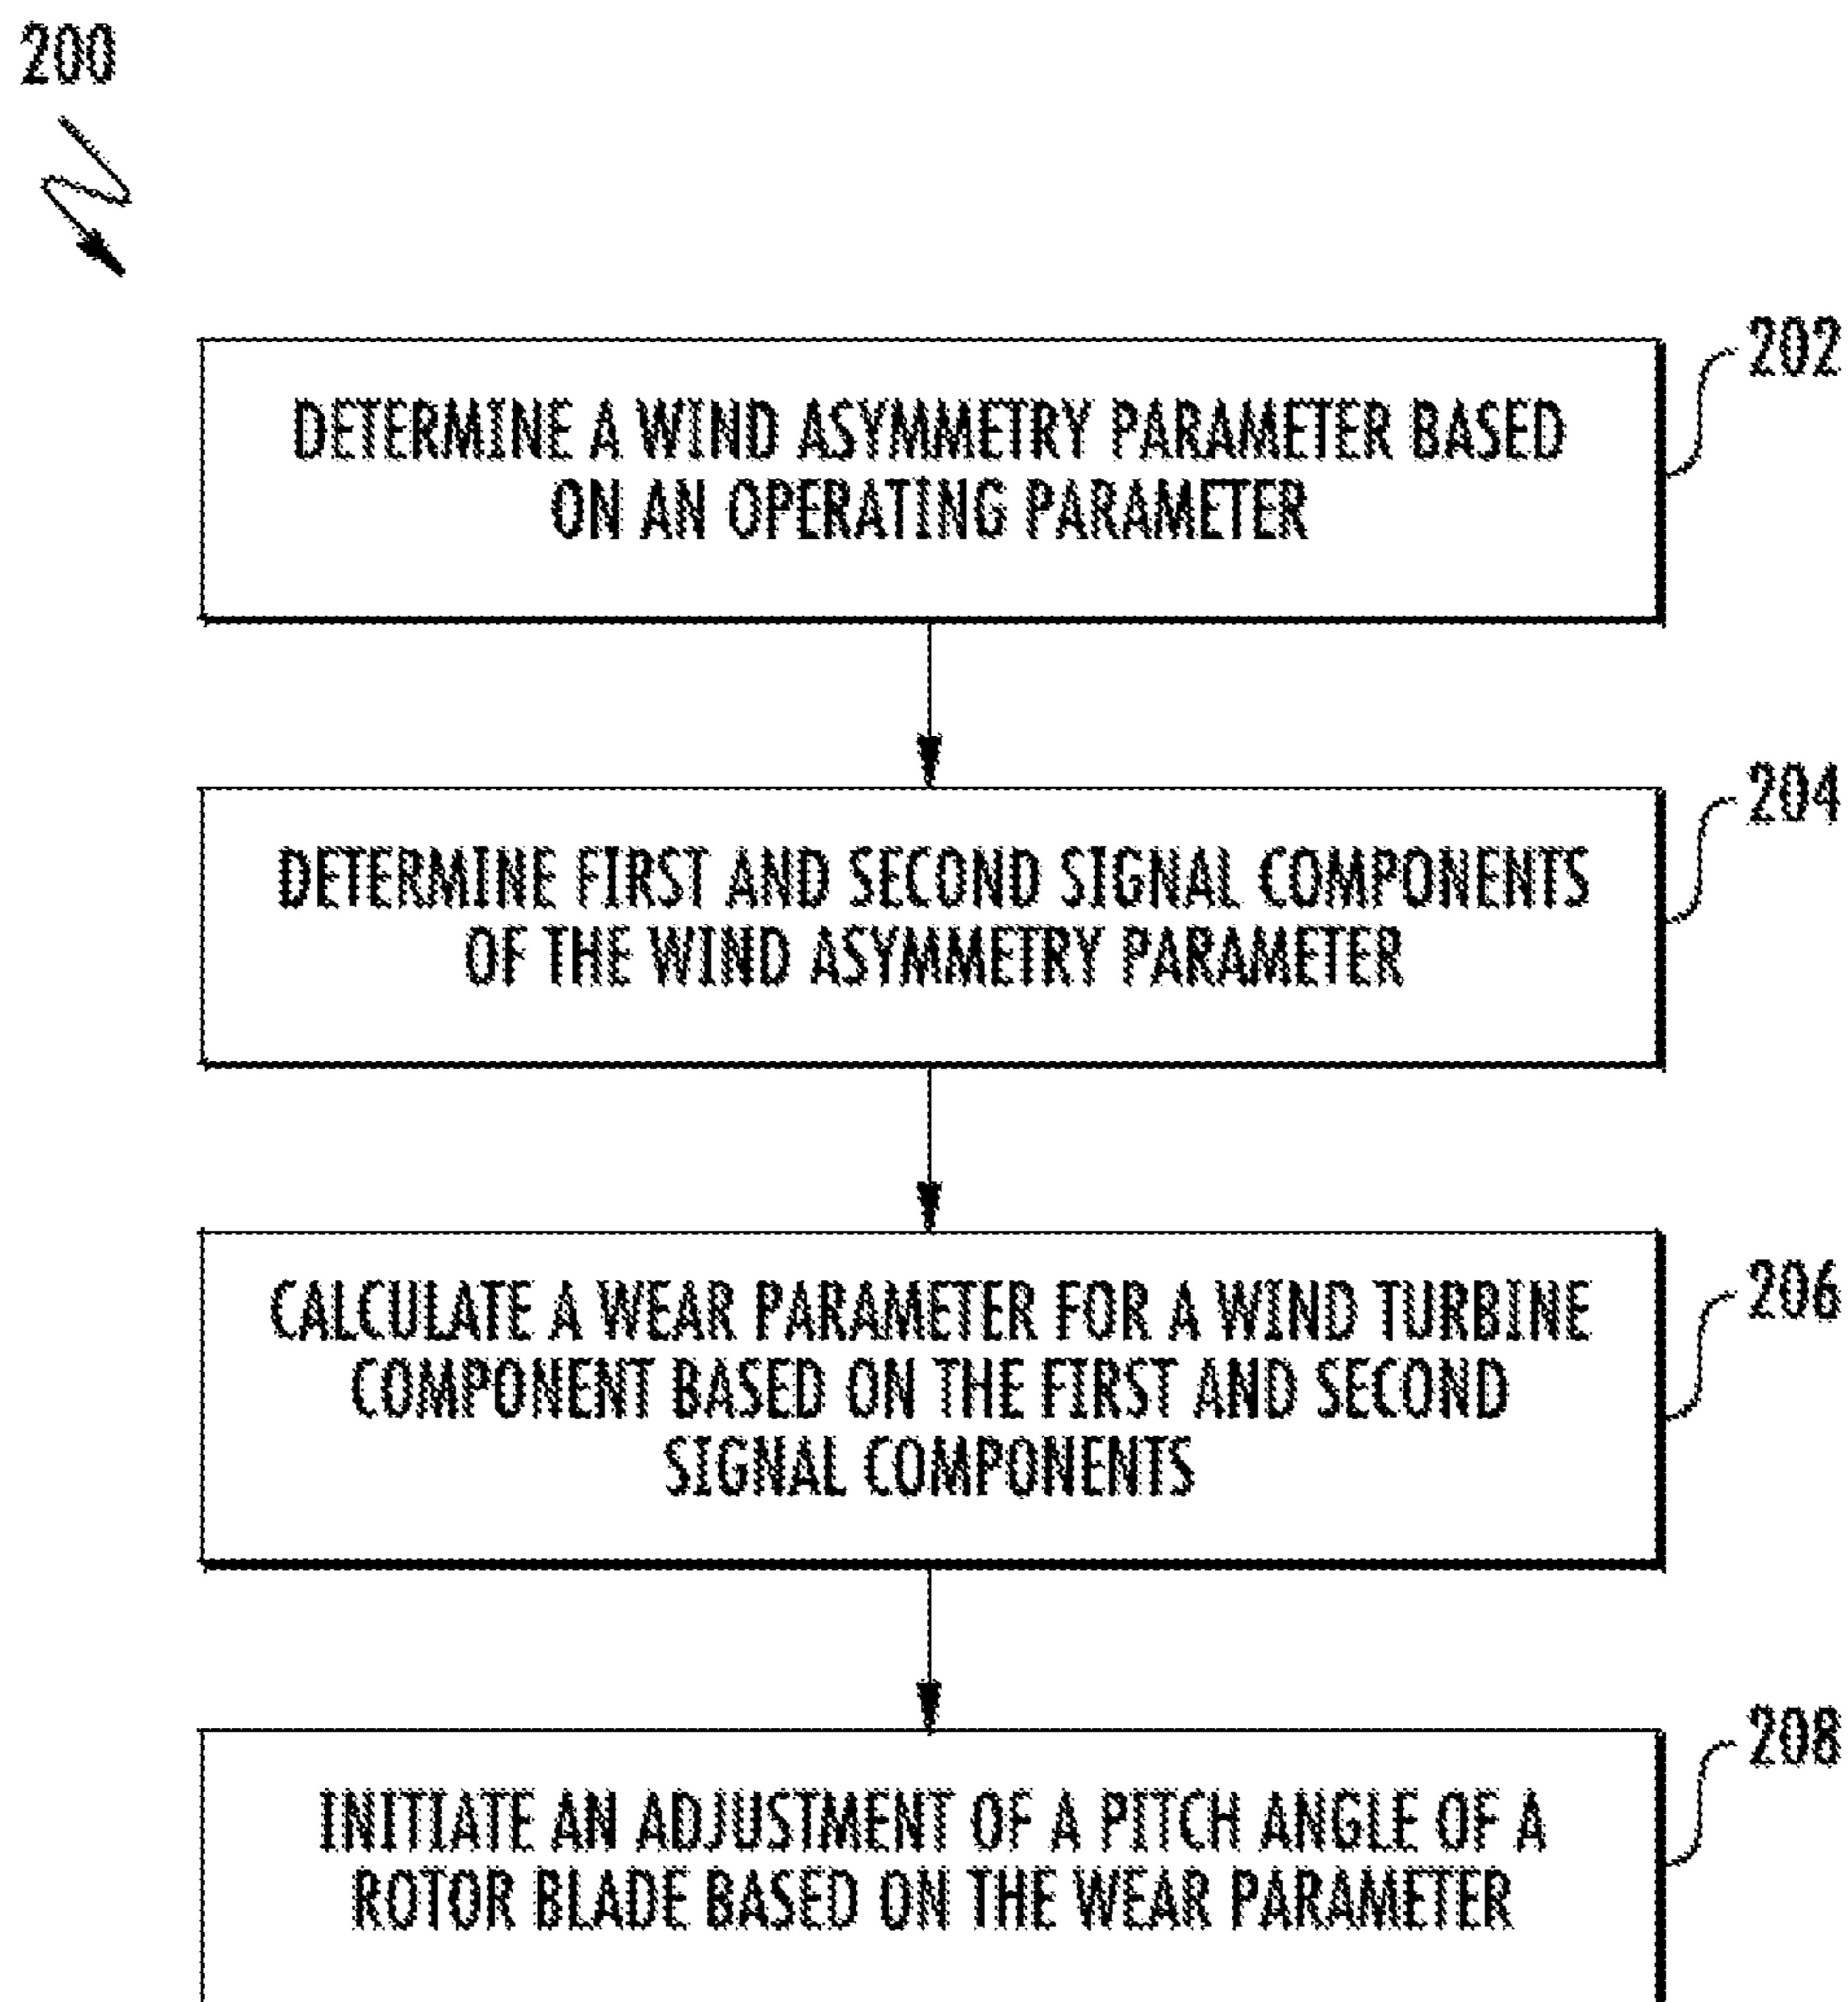 200
202
DETERMINE A WIND ASYMMETRY PARAMETER BASED
ON AN OPERATING PARAMETER
204
DETERMINE FIRST AND SECOND SIGNAL COMPONENTS
OF THE WIND ASYMMETRY PARAMETER
206
CALCULATE A WEAR PARAMETER FOR A WIND TURBINE
COMPONENT BASED ON THE FIRST AND SECOND
SIGNAL COMPONENTS
208
INITIATE AN ADJUSTMENT OF A PITCH ANGLE OF A
ROTOR BLADE BASED ON THE WEAR PARAMETER